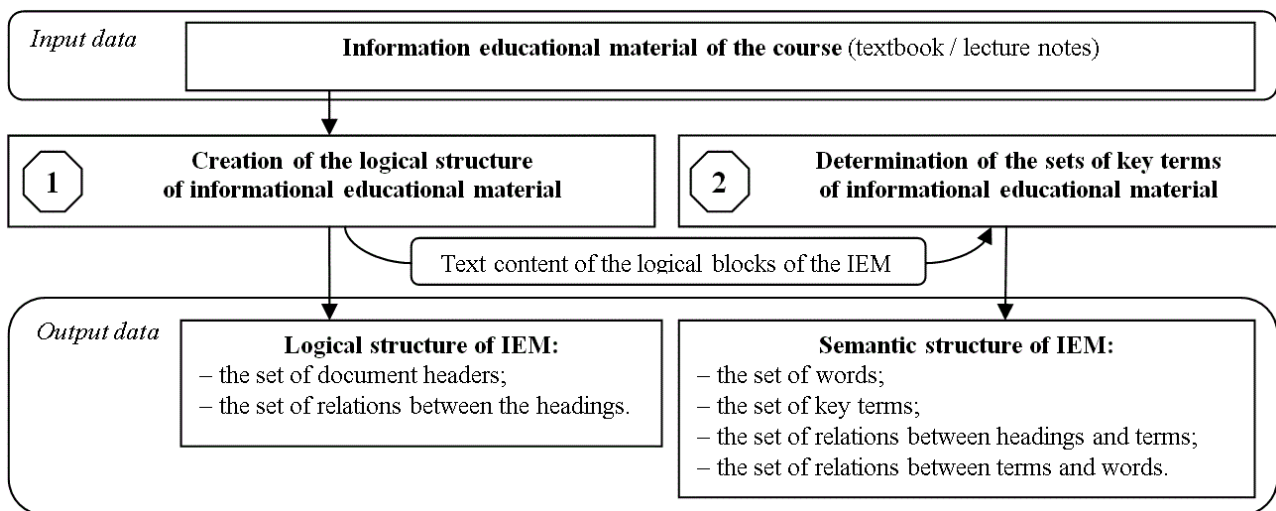 Input data
Information educational material of the course (textbook / lecture notes)
1
Creation of the logical structure
of informational educational material
2
Determination of the sets of key terms
of informational educational material
Text content of the logical blocks of the IEM
Output data
Logical structure of IEM:
– the set of document headers;
– the set of relations between the headings.
Semantic structure of IEM:
– the set of words;
– the set of key terms;
– the set of relations between headings and terms;
– the set of relations between terms and words.